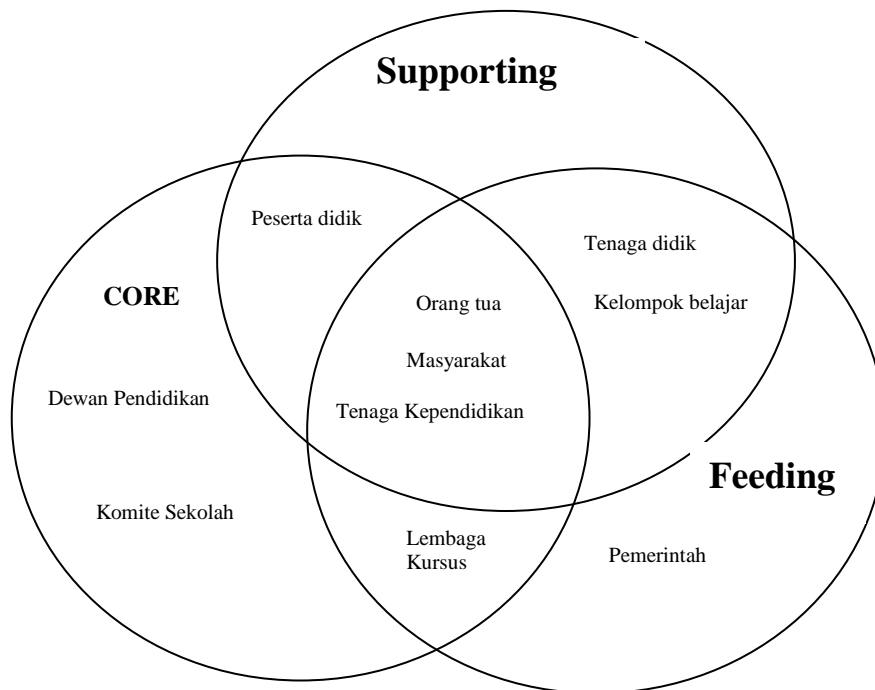 Supporting
Peserta didik
Tenaga didik
CORE
Orang tua
Kelompok belajar
Masyarakat
Dewan Pendidikan
Tenaga Kependidikan
Feeding
Komite Sekolah
Lembaga
Kursus
Pemerintah